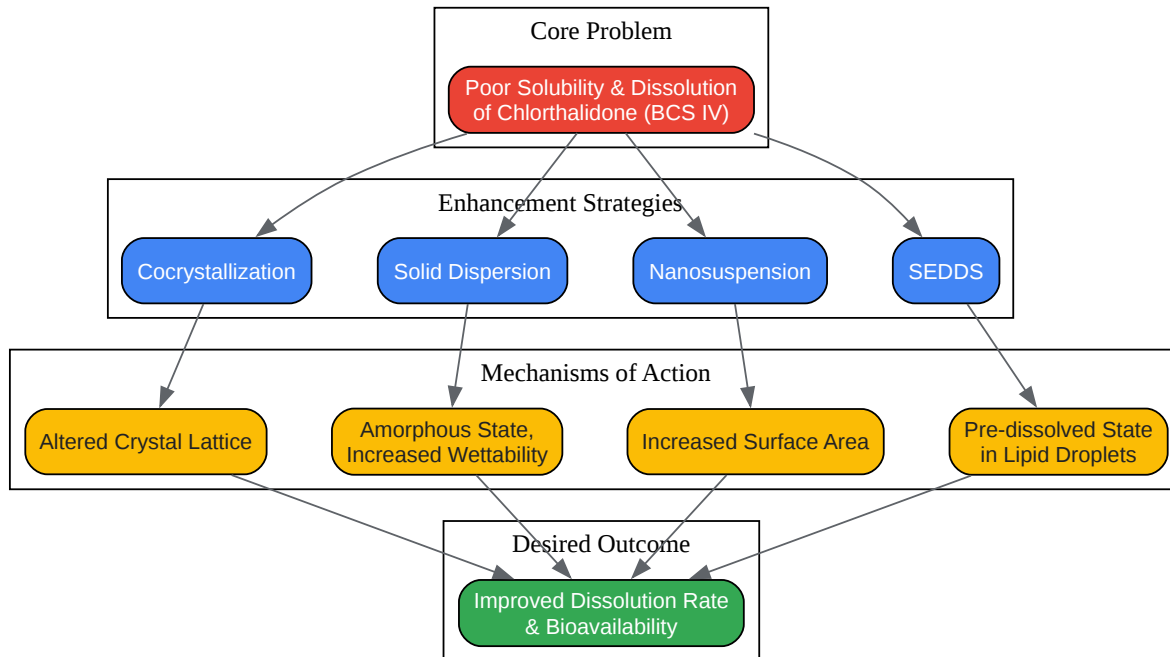 Core Problem
Poor Solubility & Dissolution
of Chlorthalidone (BCS IV)
Enhancement Strategies
Cocrystallization
Solid Dispersion
Nanosuspension
SEDDS
Mechanisms of Action
Altered Crystal Lattice
Amorphous State,
Increased Wettability
Increased Surface Area
Pre-dissolved State
in Lipid Droplets
Desired Outcome
Improved Dissolution Rate
& Bioavailability